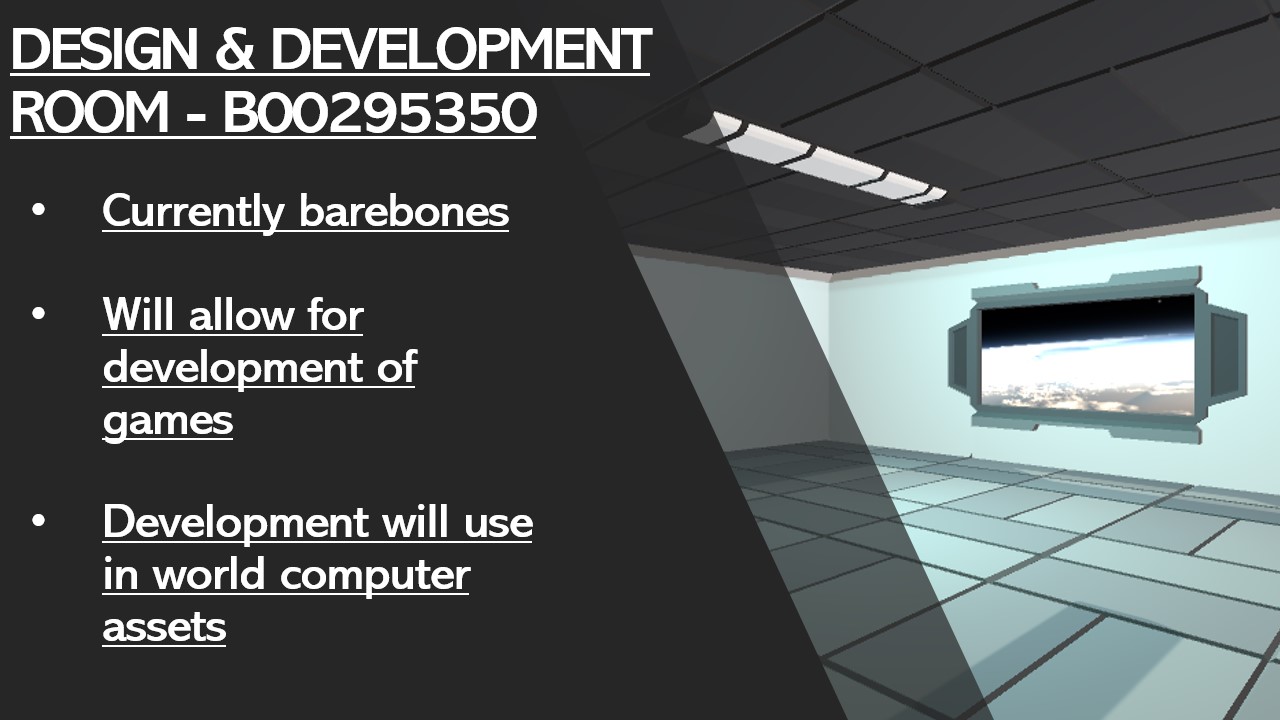 DESIGN & DEVELOPMENT
ROOM - B00295350
• Currently barebones
• Will allow for
development of
games
• Development will use
in world computer
assets